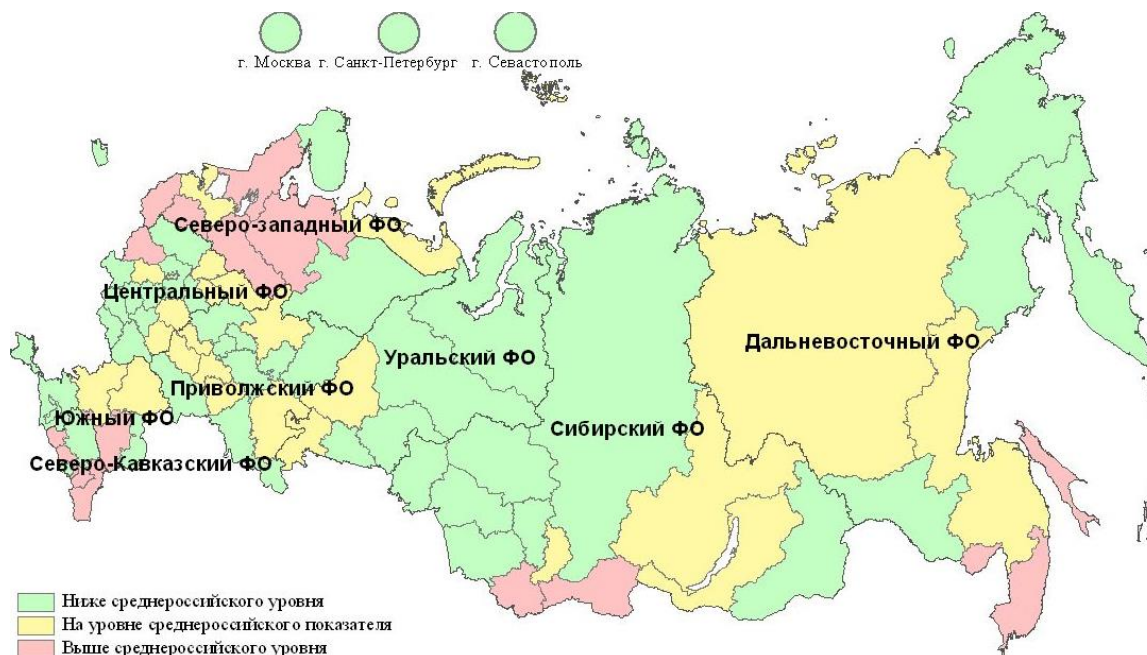 г. Москва г. Санкт-Петербург г. Севастополь
Северо-западный ФО
Центральный ФО
Уральский ФО
Дальневосточный ФО
Приволжский ФО
Южный ФО
Сибирский ФО
Северо-Кавказский ФО
Ниже среднероссийского уровня
На уровне среднероссийского показателя
Выше среднероссийского уровня